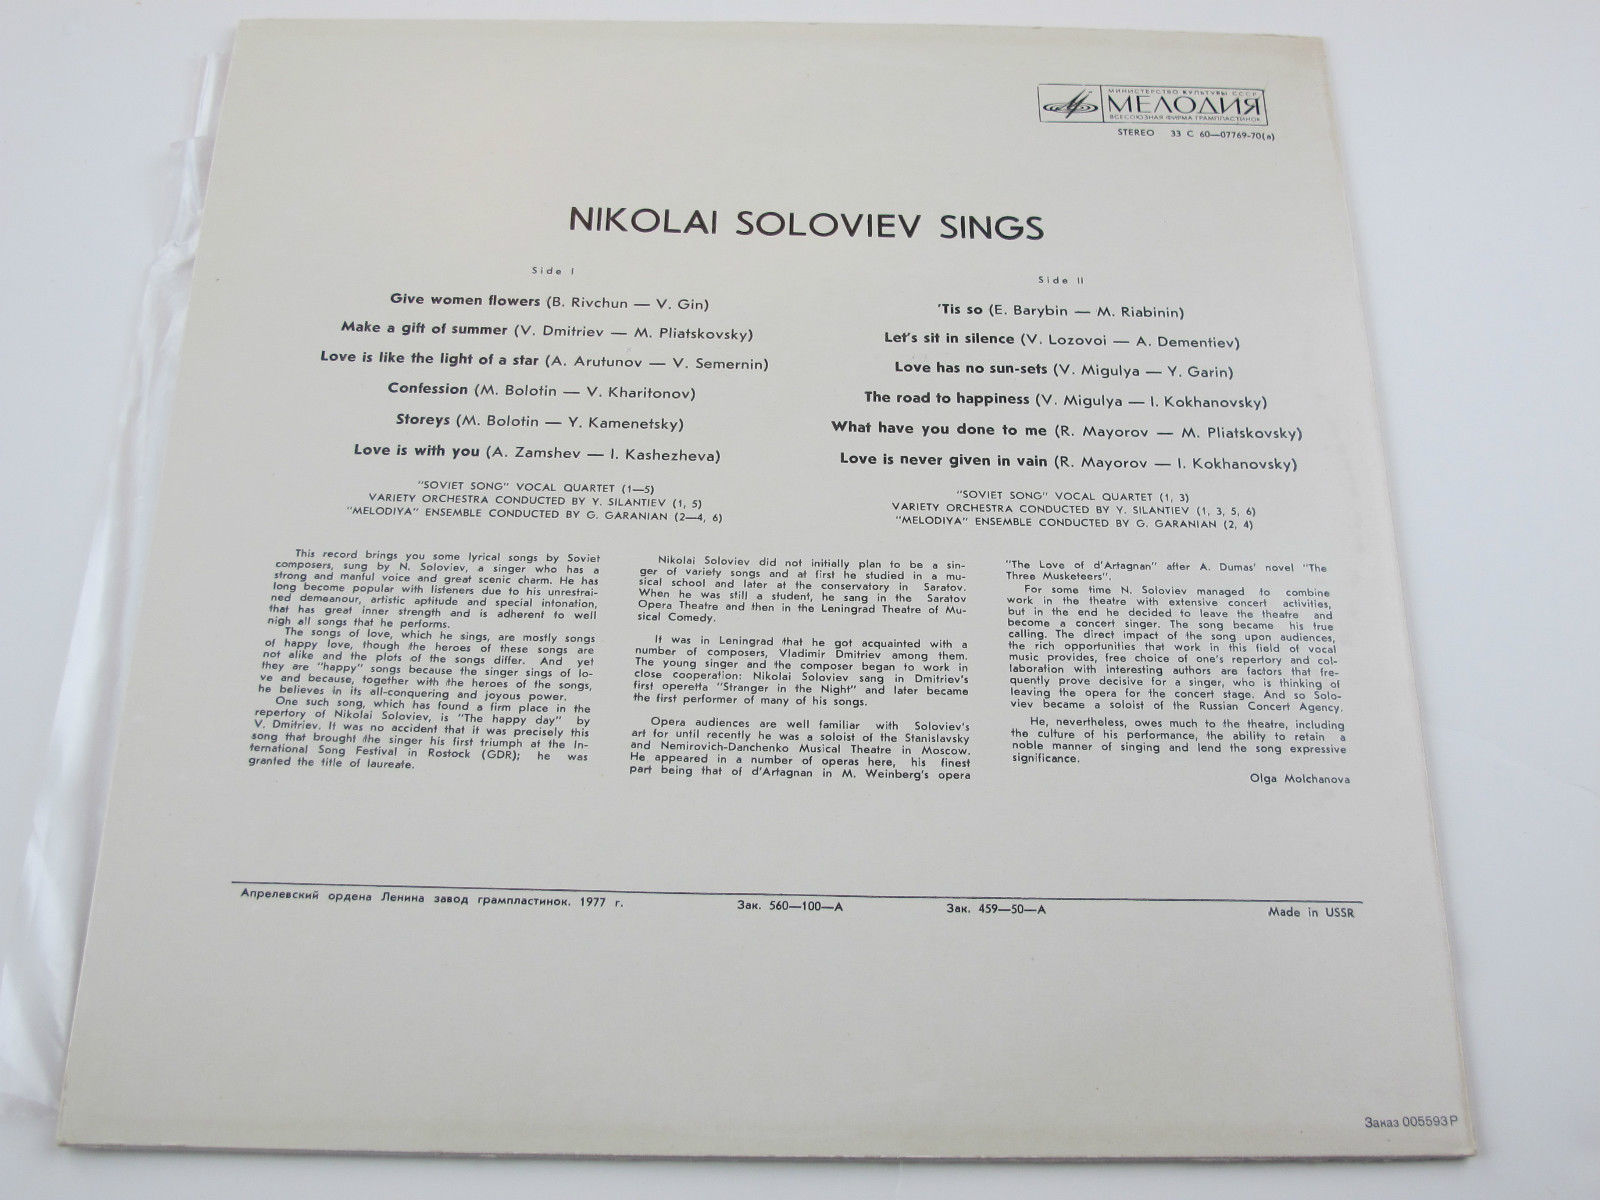 МИНИСТЕРСТВО КУЛЬТУРЫ СССР
МЕЛОДИЯ
ВСЕСОЮЗНАЯ ФИРМА ГРАМПЛАСТИНОК
STEREO 33 C 60—07769-70(a)
NIKOLAI SOLOVIEV SINGS
Side I
Give women flowers (B. Rivchun — V. Gin)
Make a gift of summer (V. Dmitriev — M. Pliatskovsky)
Love is like the light of a star (A. Arutunov — V. Semernin)
Confession (M. Bolotin — V. Kharitonov)
Storeys (M. Bolotin — Y. Kamenetsky)
Love is with you (A. Zamshev — I. Kashezheva)
"SOVIET SONG" VOCAL QUARTET (1—5)
VARIETY ORCHESTRA CONDUCTED BY Y. SILANTIEV (1, 5)
"MELODIYA" ENSEMBLE CONDUCTED BY G. GARANIAN (2—4, 6)
Side II
'Tis so (E. Barybin — M. Riabinin)
Let's sit in silence (V. Lozovoi — A. Dementiev)
Love has no sun-sets (V. Migulya — Y. Garin)
The road to happiness (V. Migulya — I. Kokhanovsky)
What have you done to me (R. Mayorov — M. Pliatskovsky)
Love is never given in vain (R. Mayorov — I. Kokhanovsky)
"SOVIET SONG" VOCAL QUARTET (1, 3)
VARIETY ORCHESTRA CONDUCTED BY Y. SILANTIEV (1, 3, 5, 6)
"MELODIYA" ENSEMBLE CONDUCTED BY G. GARANIAN (2, 4)
This record brings you some lyrical songs by Soviet
composers, sung by N. Soloviev, a singer who has a
strong and manful voice and great scenic charm. He has
long become popular with listeners due to his unrestrai-
ned demeanour, artistic aptitude and special intonation,
that has great inner strength and is adherent to well
nigh all songs that he performs.
The songs of love, which he sings, are mostly songs
of happy love, though the heroes of these songs are
not alike and the plots of the songs differ. And yet
they are "happy" songs because the singer sings of lo-
ve and because, together with the heroes of the songs,
he believes in its all-conquering and joyous power.
One such song, which has found a firm place in the
repertory of Nikolai Soloviev, is "The happy day" by
V. Dmitriev. It was no accident that it was precisely this
song that brought the singer his first triumph at the In-
ternational Song Festival in Rostock (GDR); he was
granted the title of laureate.
Nikolai Soloviev did not initially plan to be a sin-
ger of variety songs and at first he studied in a mu-
sical school and later at the conservatory in Saratov.
When he was still a student, he sang in the Saratov
Opera Theatre and then in the Leningrad Theatre of Mu-
sical Comedy.
It was in Leningrad that he got acquainted with a
number of composers, Vladimir Dmitriev among them.
The young singer and the composer began to work in
close cooperation: Nikolai Soloviev sang in Dmitriev's
first operetta "Stranger in the Night" and later became
the first performer of many of his songs.
Opera audiences are well familiar with Soloviev's
art for until recently he was a soloist of the Stanislavsky
and Nemirovich-Danchenko Musical Theatre in Moscow.
He appeared in a number of operas here, his finest
part being that of d'Artagnan in M. Weinberg's opera
"The Love of d'Artagnan" after A. Dumas' novel "The
Three Musketeers".
For some time N. Soloviev managed to combine
work in the theatre with extensive concert activities,
but in the end he decided to leave the theatre and
become a concert singer. The song became his true
calling. The direct impact of the song upon audiences,
the rich opportunities that work in this field of vocal
music provides, free choice of one's repertory and col-
laboration with interesting authors are factors that fre-
quently prove decisive for a singer, who is thinking of
leaving the opera for the concert stage. And so Solo-
viev became a soloist of the Russian Concert Agency.
He, nevertheless, owes much to the theatre, including
the culture of his performance, the ability to retain a
noble manner of singing and lend the song expressive
significance.
Olga Molchanova
Апрелевский ордена Ленина завод грампластинок. 1977 г. Зак. 560—100—А Зак. 459—50—А Made in USSR
Заказ 005593Р